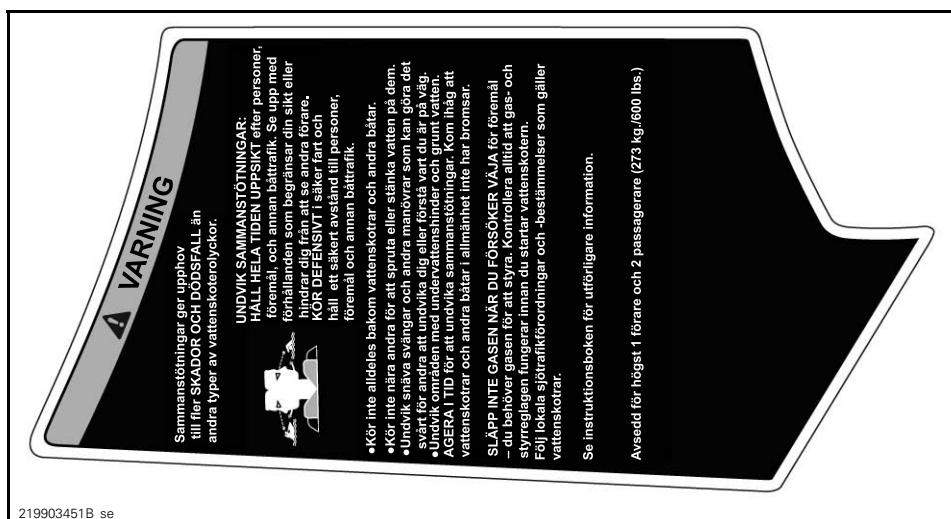 VARNING
Sammanstötningar ger upphov
till fler SKADOR OCH DÖDSFALL än
andra typer av vattenskoterolyckor.
UNDVIK SAMMANSTÖTNINGAR:
HÅLL HELA TIDEN UPPSIKT efter personer,
föremål, och annan båttrafik. Se upp med
förhållanden som begränsar din sikt eller
hindrar dig från att se andra förare.
KÖR DEFENSIVT i säker fart och
håll ett säkert avstånd till personer,
föremål och annan båttrafik.
•Kör inte alldeles bakom vattenskotrar och andra båtar.
•Kör inte nära andra för att spruta eller stänka vatten på dem.
•Undvik snäva svängar och andra manövrar som kan göra det
svårt för andra att undvika dig eller förstå vart du är på väg.
•Undvik områden med undervattenshinder och grunt vatten.
AGERA I TID för att undvika sammanstötningar. Kom ihåg att
vattenskotrar och andra båtar i allmänhet inte har bromsar.
SLÄPP INTE GASEN NÄR DU FÖRSÖKER VÄJA för föremål
– du behöver gasen för att styra. Kontrollera alltid att gas- och
styrreglagen fungerar innan du startar vattenskotern.
Följ lokala sjötrafikförordningar och -bestämmelser som gäller
vattenskotrar.
Se instruktionsboken för utförligare information.
Avsedd för högst 1 förare och 2 passagerare (273 kg./600 lbs.)
219903451B se